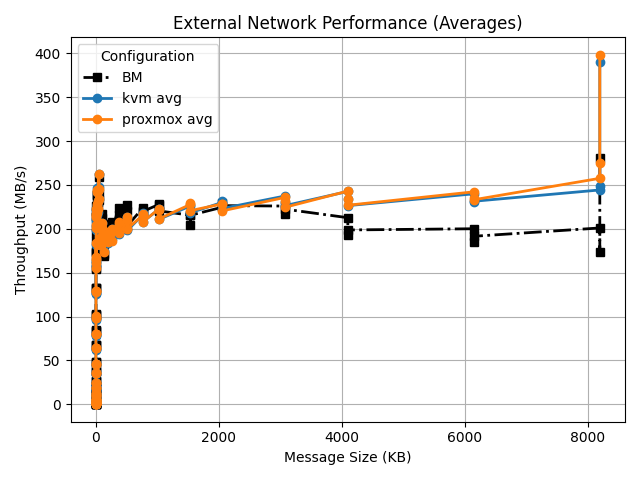 External Network Performance (Averages)
Configuration
BM
kvm avg
proxmox avg
Throughput (MB/s)
400
350
300
250
200
150
100
50
0
0 2000 4000 6000 8000
Message Size (KB)